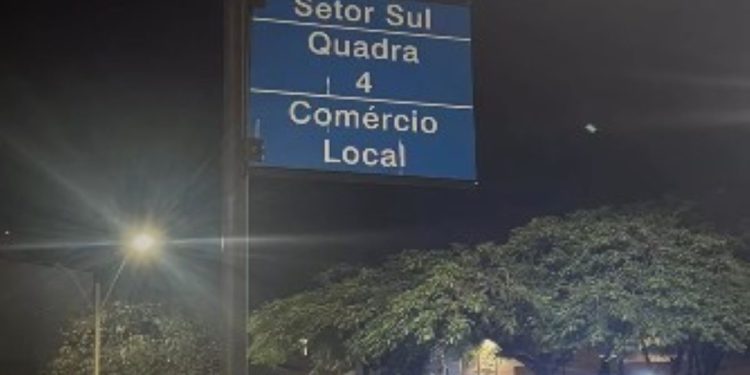 Setor Sul
Quadra
4
Comércio
Local